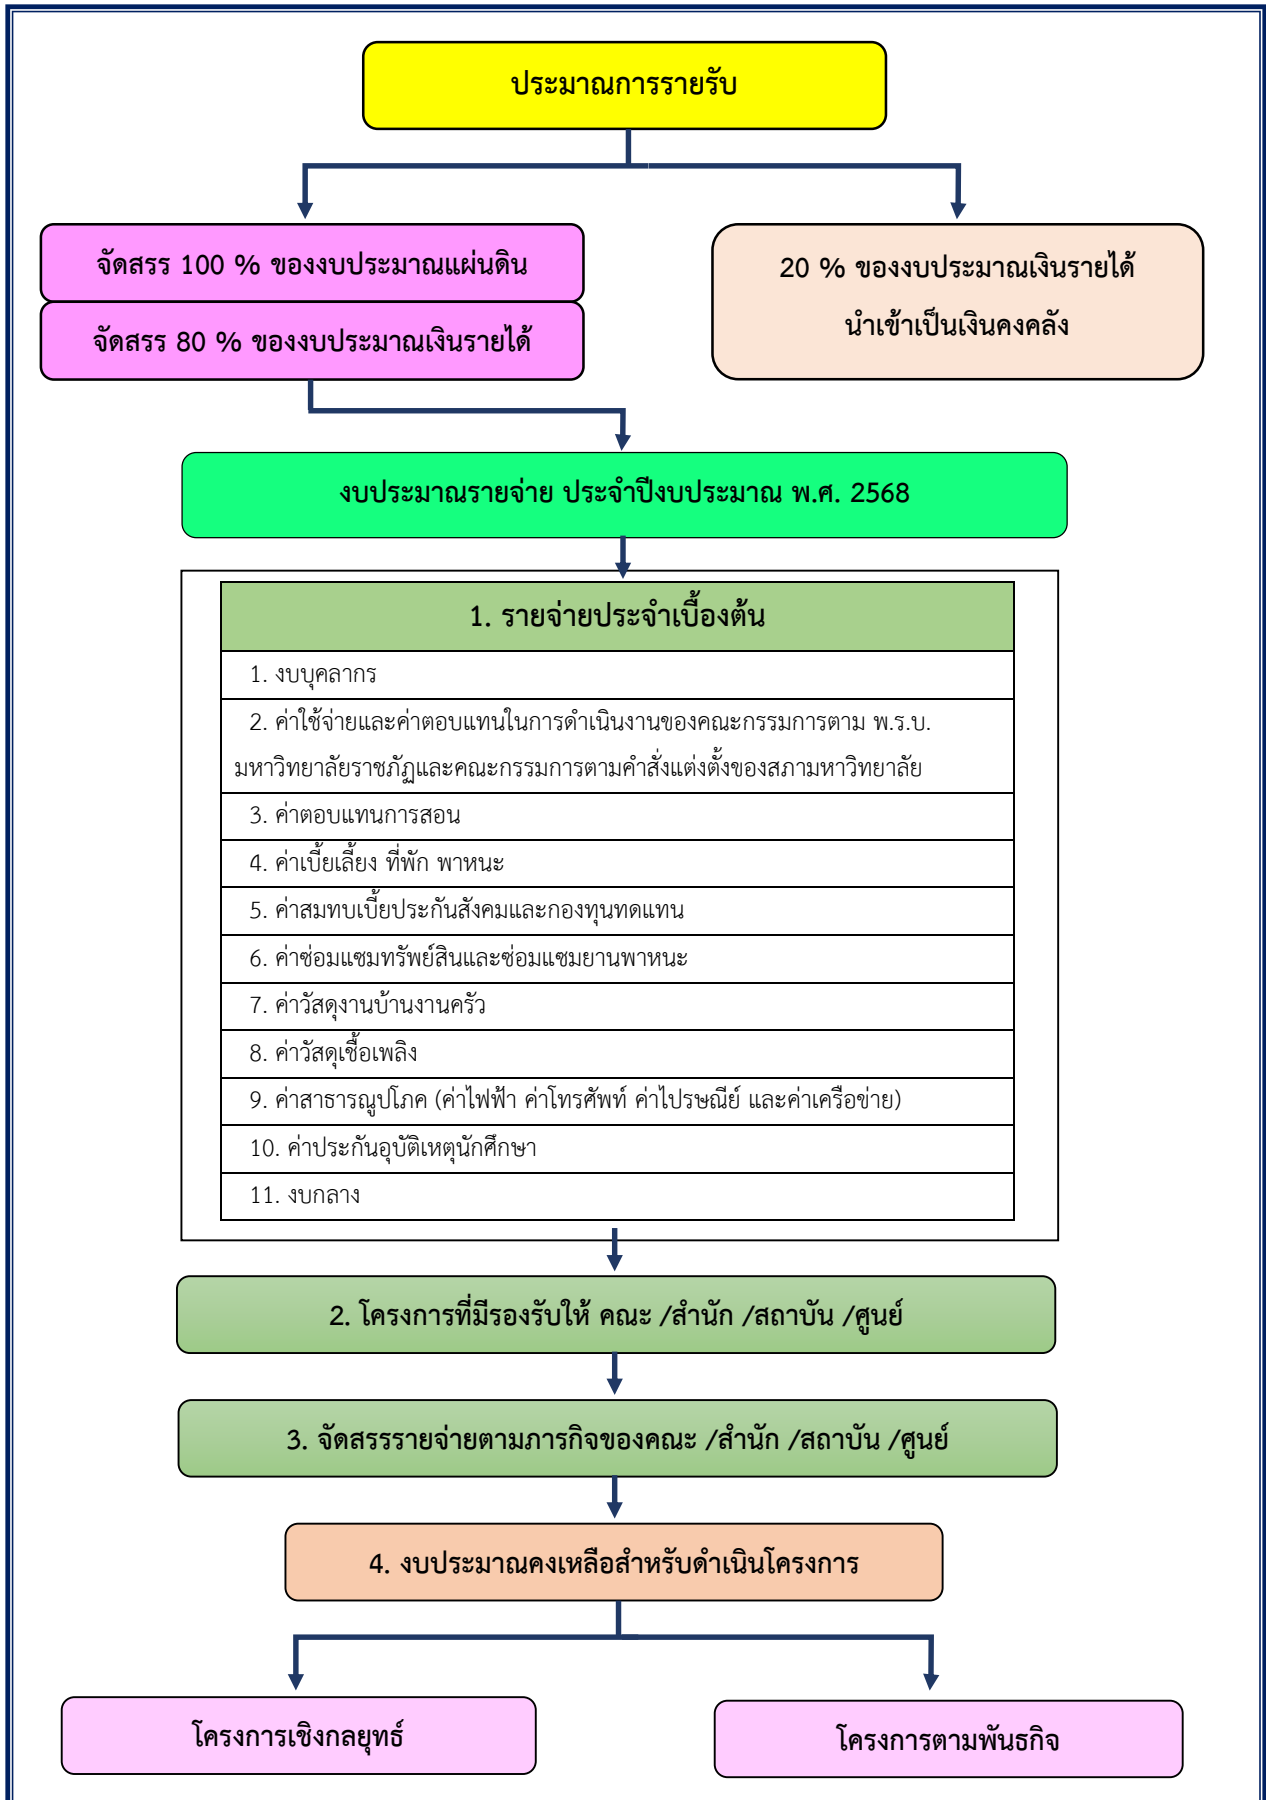 ประมาณการรายรับ
จัดสรร 100 % ของงบประมาณแผ่นดิน
จัดสรร 80 % ของงบประมาณเงินรายได้
20 % ของงบประมาณเงินรายได้
นำเข้าเป็นเงินคงคลัง
งบประมาณรายจ่าย ประจำปีงบประมาณ พ.ศ. 2568
1. รายจ่ายประจำเบื้องต้น
1. งบบุคลากร
2. ค่าใช้จ่ายและค่าตอบแทนในการดำเนินงานของคณะกรรมการตาม พ.ร.บ.
มหาวิทยาลัยราชภัฏและคณะกรรมการตามคำสั่งแต่งตั้งของสภามหาวิทยาลัย
3. ค่าตอบแทนการสอน
4. ค่าเบี้ยเลี้ยง ที่พัก พาหนะ
5. ค่าสมทบเบี้ยประกันสังคมและกองทุนทดแทน
6. ค่าซ่อมแซมทรัพย์สินและซ่อมแซมยานพาหนะ
7. ค่าวัสดุงานบ้านงานครัว
8. ค่าวัสดุเชื้อเพลิง
9. ค่าสาธารณูปโภค (ค่าไฟฟ้า ค่าโทรศัพท์ ค่าไปรษณีย์ และค่าเครือข่าย)
10. ค่าประกันอุบัติเหตุนักศึกษา
11. งบกลาง
2. โครงการที่มีรองรับให้ คณะ /สำนัก /สถาบัน /ศูนย์
3. จัดสรรรายจ่ายตามภารกิจของคณะ /สำนัก /สถาบัน /ศูนย์
4. งบประมาณคงเหลือสำหรับดำเนินโครงการ
โครงการเชิงกลยุทธ์
โครงการตามพันธกิจ